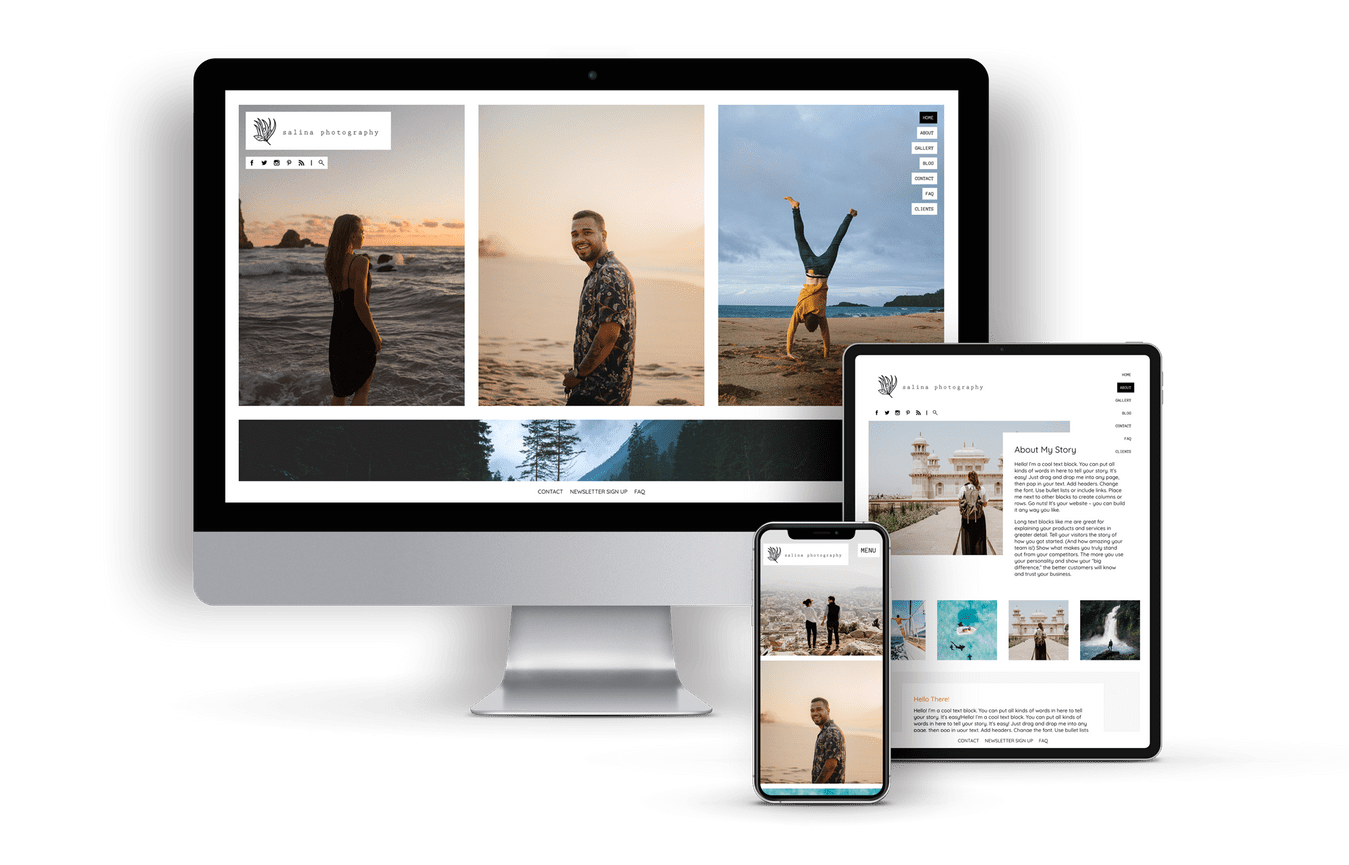 salina photography
|
HOME
ABOUT
GALLERY
BLOG
CONTACT
FAQ
CLIENTS
CONTACT NEWSLETTER SIGN UP FAQ
salina photography
|
HOME
ABOUT
GALLERY
BLOG
CONTACT
FAQ
CLIENTS
About My Story
Hello! I'm a cool text block. You can put all
kinds of words in here to tell your story. It's
easy! Just drag and drop me into any page,
then pop in your text. Add headers. Change
the font. Use bullet lists or include links. Place
me next to other blocks to create columns or
rows. Go nuts! It's your website – you can build
it any way you like.
Long text blocks like me are great for
explaining your products and services in
greater detail. Tell your visitors the story of
how you got started. (And how amazing your
team is!) Show what makes you truly stand
out from your competitors. The more you use
your personality and show your "big
difference," the better customers will know
and trust your business.
Hello There!
Hello! I'm a cool text block. You can put all kinds of words in here to tell
your story. It's easy!Hello! I'm a cool text block. You can put all kinds of
words in here to tell your story. It's easy! Just drag and drop me into any
page, then pop in your text. Add headers. Change the font. Use bullet lists
CONTACT NEWSLETTER SIGN UP FAQ
salina photography
MENU